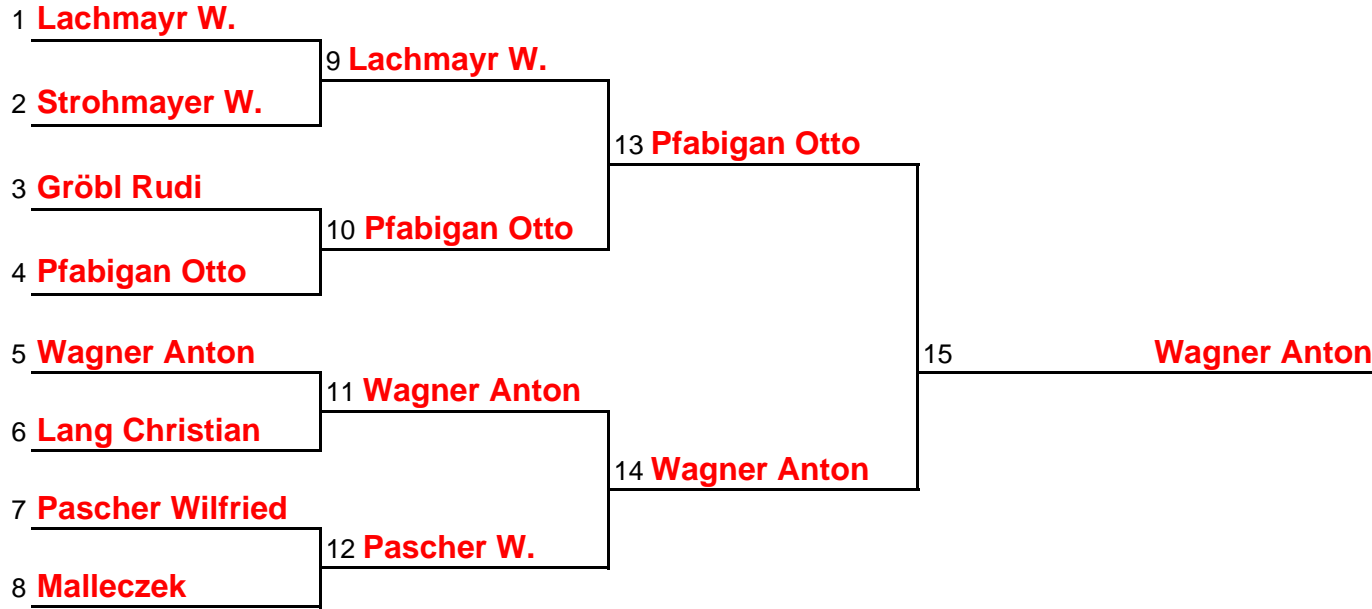 1 Lachmayr W.
9 Lachmayr W.
2 Strohmayer W.
13 Pfabigan Otto
3 Gröbl Rudi
10 Pfabigan Otto
4 Pfabigan Otto
5 Wagner Anton
15 Wagner Anton
11 Wagner Anton
6 Lang Christian
14 Wagner Anton
7 Pascher Wilfried
12 Pascher W.
8 Malleczek